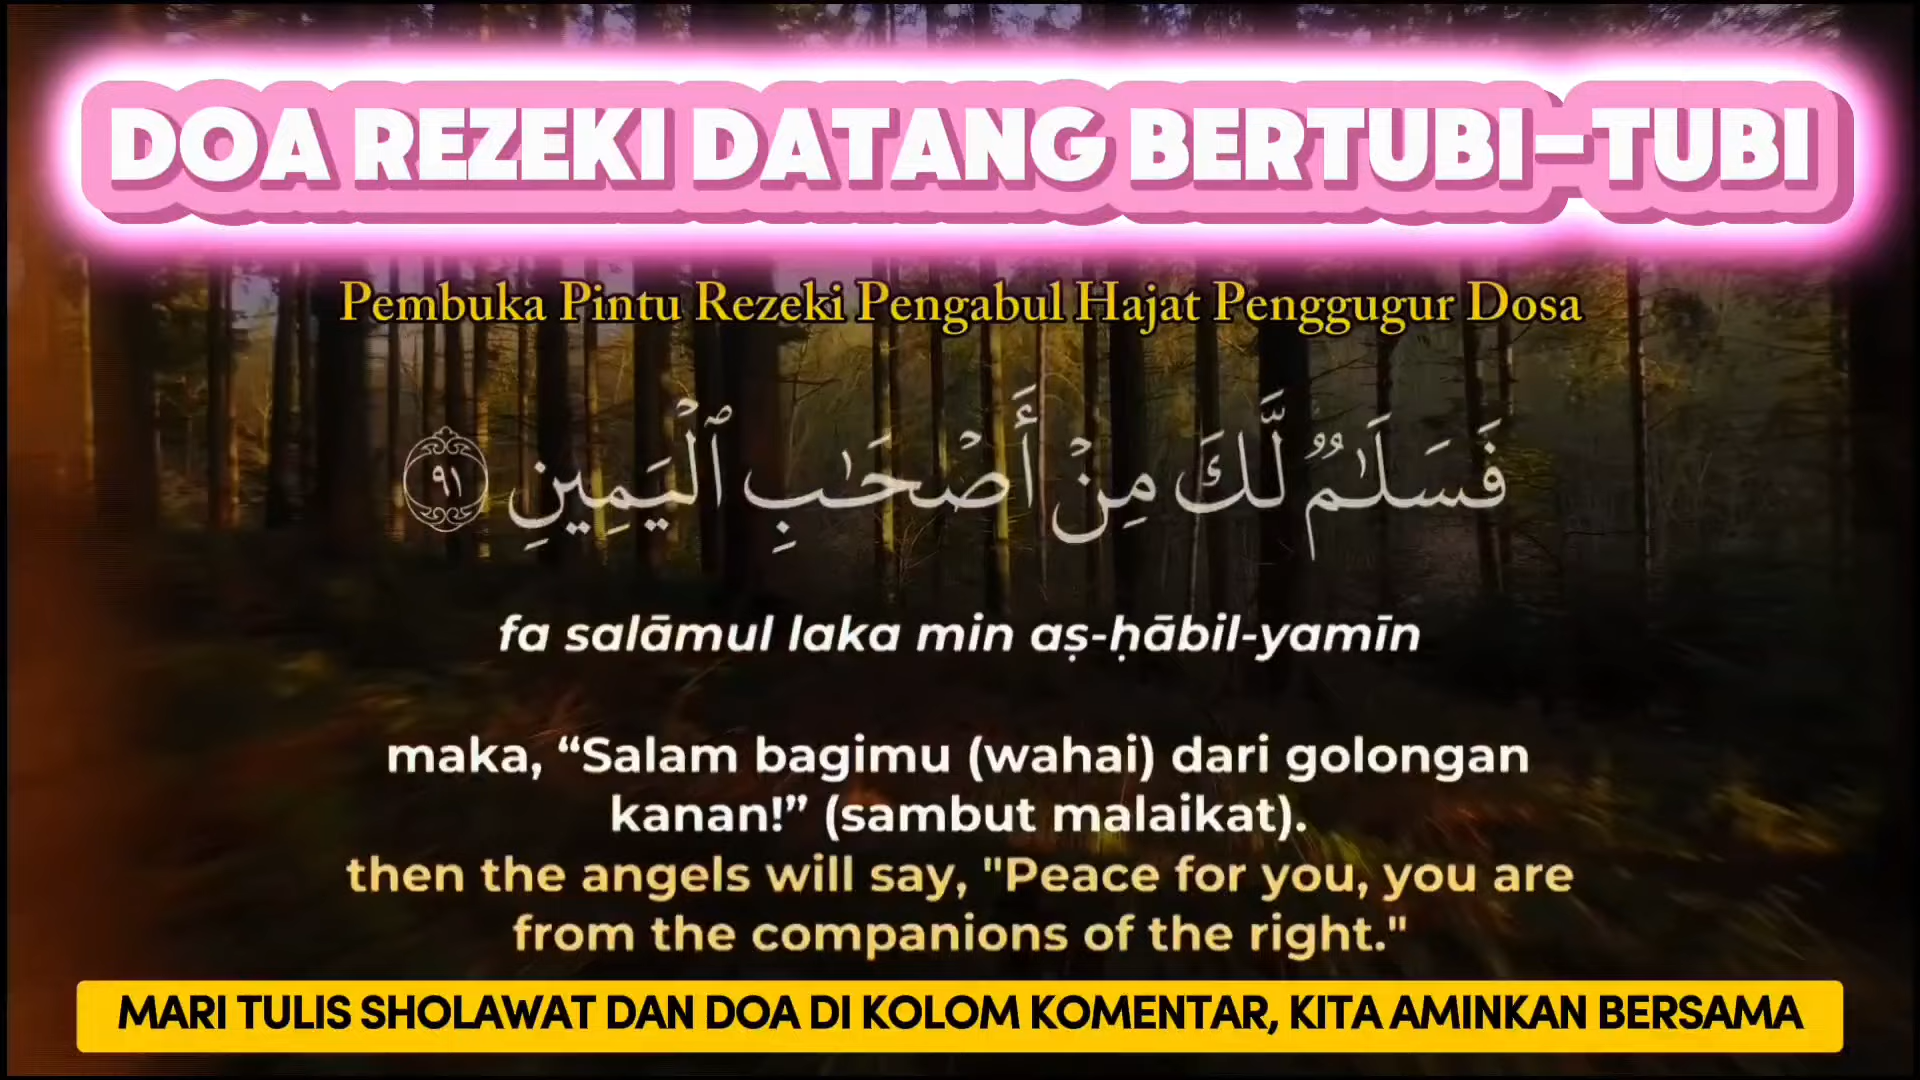 DOA REZEKI DATANG BERTUBI-TUBI
Pembuka Pintu Rezeki Pengabul Hajat Penggugur Dosa
فَسَلَـٰمٌۭ لَّكَ مِنْ أَصْحَـٰبِ ٱلْيَمِينِ ٩١
fa salāmul laka min aṣ-ḥābil-yamīn
maka, “Salam bagimu (wahai) dari golongan
kanan!” (sambut malaikat).
then the angels will say, "Peace for you, you are
from the companions of the right."
MARI TULIS SHOLAWAT DAN DOA DI KOLOM KOMENTAR, KITA AMINKAN BERSAMA